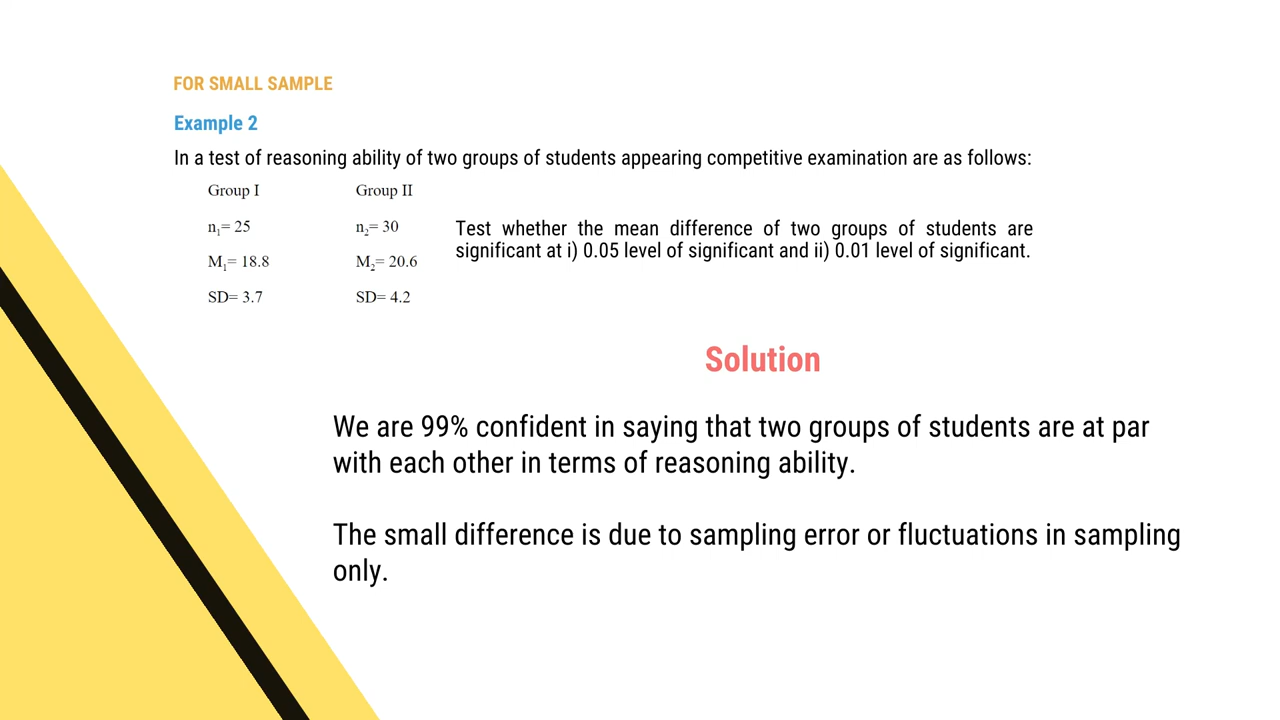 FOR SMALL SAMPLE
Example 2
In a test of reasoning ability of two groups of students appearing competitive examination are as follows:
Group I Group II
n₁= 25 n₂= 30
Test whether the mean difference of two groups of students are
significant at i) 0.05 level of significant and ii) 0.01 level of significant.
M₁= 18.8 M₂= 20.6
SD= 3.7 SD= 4.2
Solution
We are 99% confident in saying that two groups of students are at par
with each other in terms of reasoning ability.
The small difference is due to sampling error or fluctuations in sampling
only.